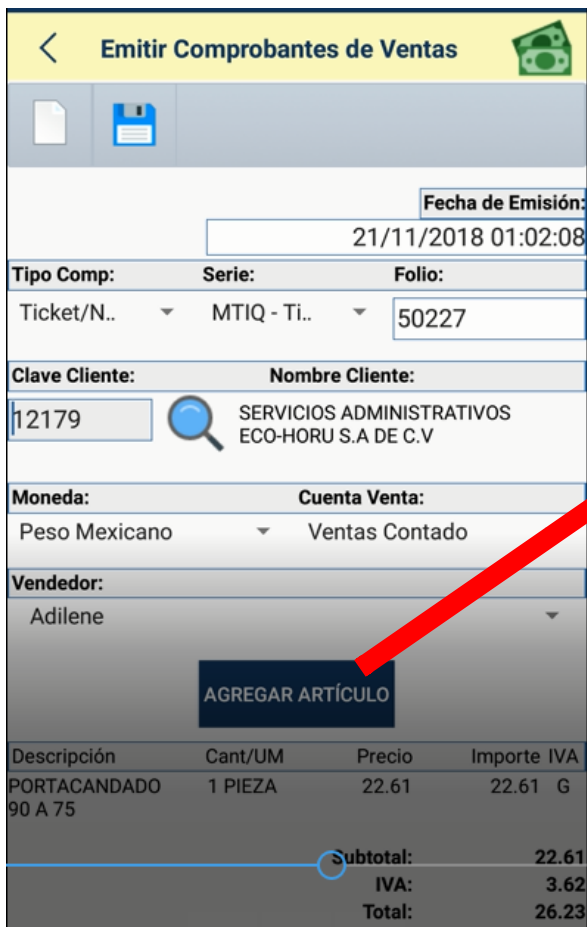 Emitir Comprobantes de Ventas
Fecha de Emisión:
21/11/2018 01:02:08
Tipo Comp: Serie: Folio:
Ticket/N.. MTIQ - Ti.. 50227
Clave Cliente: Nombre Cliente:
12179 SERVICIOS ADMINISTRATIVOS
ECO-HORU S.A DE C.V
Moneda: Cuenta Venta:
Peso Mexicano Ventas Contado
Vendedor:
Adilene
AGREGAR ARTÍCULO
Descripción Cant/UM Precio Importe IVA
PORTACANDADO 1 PIEZA 22.61 22.61 G
90 A 75
Subtotal: 22.61
IVA: 3.62
Total: 26.23